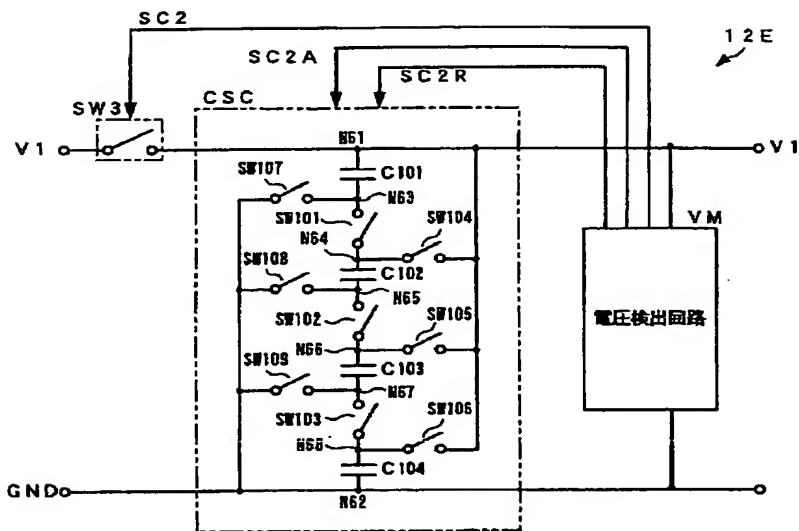 SC2
12E
SC2A
SC2R
SW3
CSC
V1
N61
V1
C101
SW107
N63
VM
SW101
SW104
N64
SW108
C102
N65
電圧検出回路
SW102
SW105
N66
SW109
C103
N67
SW106
SW103
N68
C104
GND
N62